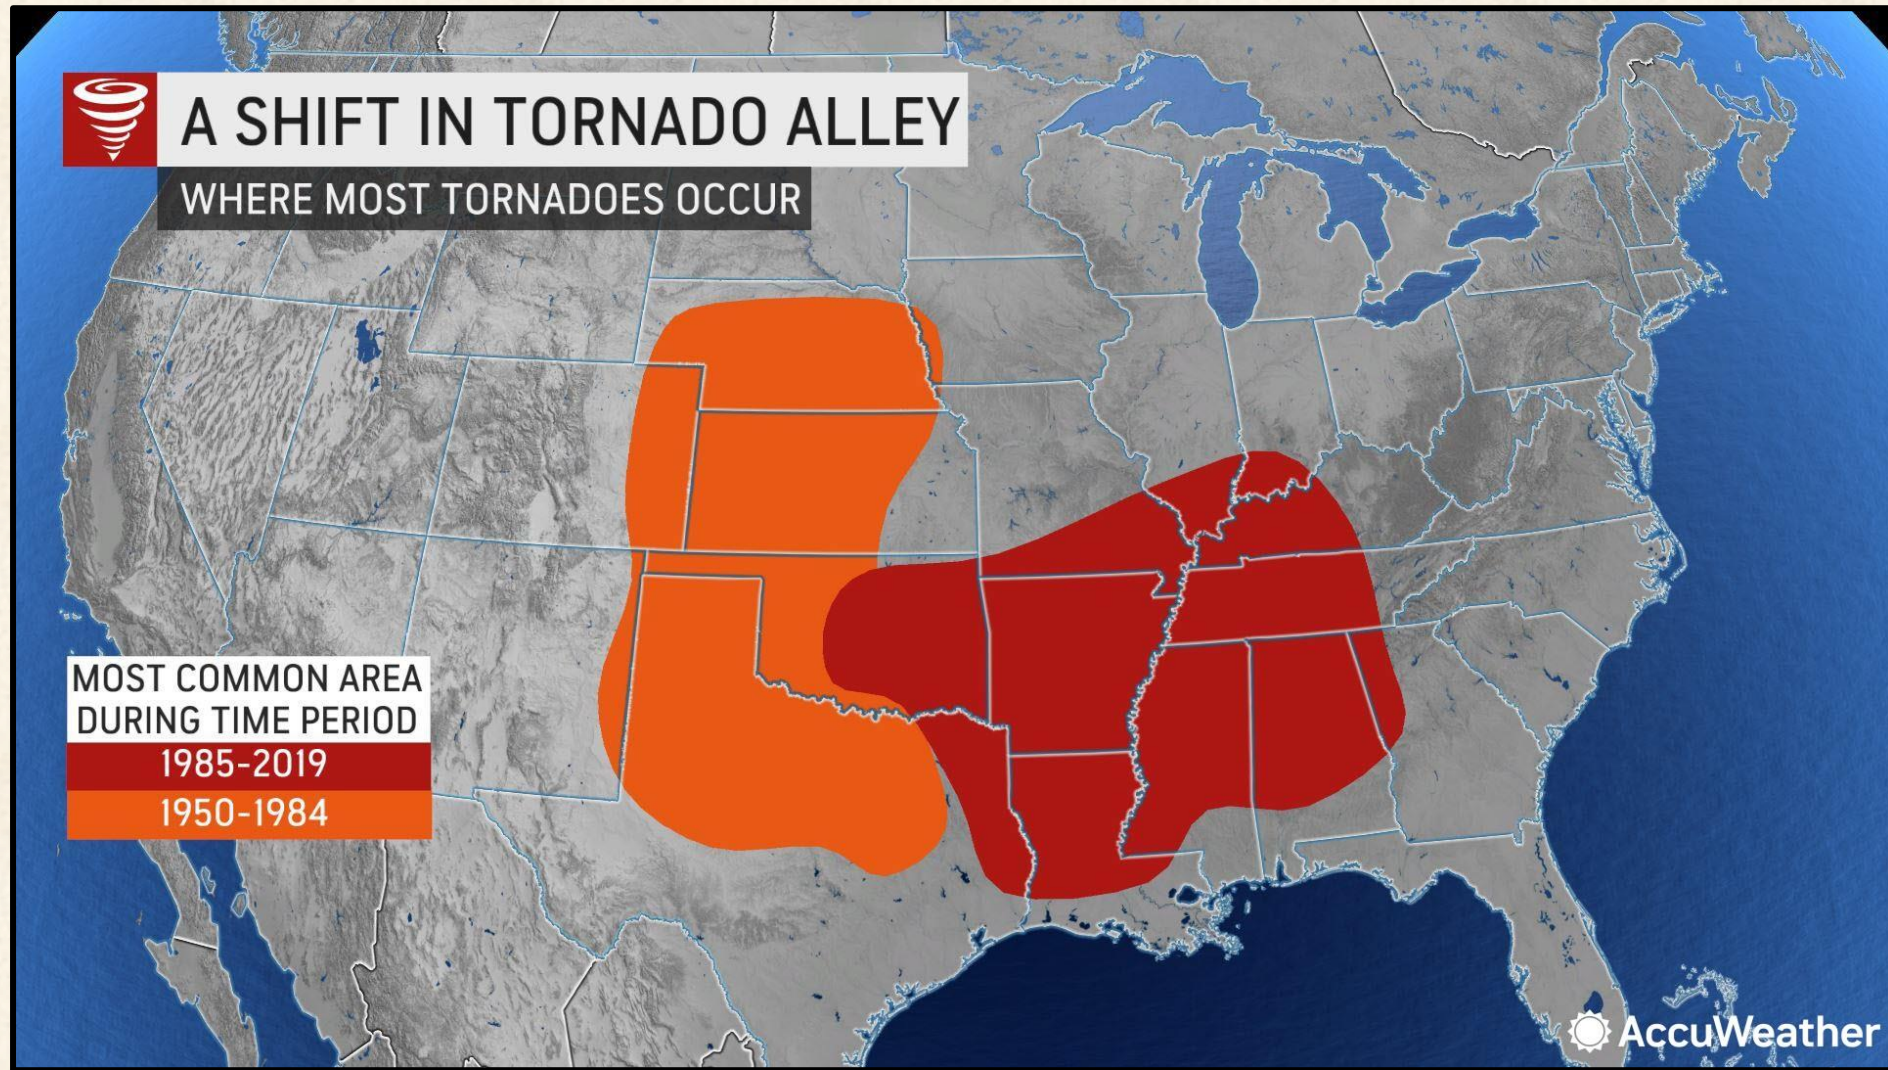 A SHIFT IN TORNADO ALLEY
WHERE MOST TORNADOES OCCUR
MOST COMMON AREA
DURING TIME PERIOD
1985-2019
1950-1984
AccuWeather